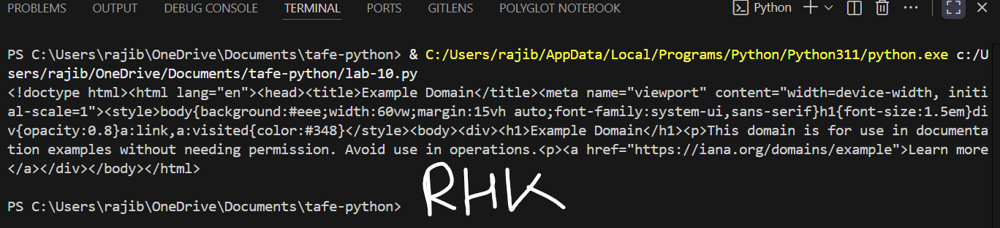 PROBLEMS OUTPUT DEBUG CONSOLE TERMINAL PORTS GITLENS POLYGLOT NOTEBOOK Python
PS C:\Users\rajib\OneDrive\Documents\tafe-python> & C:/Users/rajib/AppData/Local/Programs/Python/Python311/python.exe c:/U
sers/rajib/OneDrive/Documents/tafe-python/lab-10.py
<!doctype html><html lang="en"><head><title>Example Domain</title><meta name="viewport" content="width=device-width, initi
al-scale=1"><style>body{background:#eee;width:60vw;margin:15vh auto;font-family:system-ui,sans-serif}h1{font-size:1.5em}di
v{opacity:0.8}a:link,a:visited{color:#348}</style><body><div><h1>Example Domain</h1><p>This domain is for use in documenta
tion examples without needing permission. Avoid use in operations.<p><a href="https://iana.org/domains/example">Learn more
</a></div></body></html>
RHK
PS C:\Users\rajib\OneDrive\Documents\tafe-python>